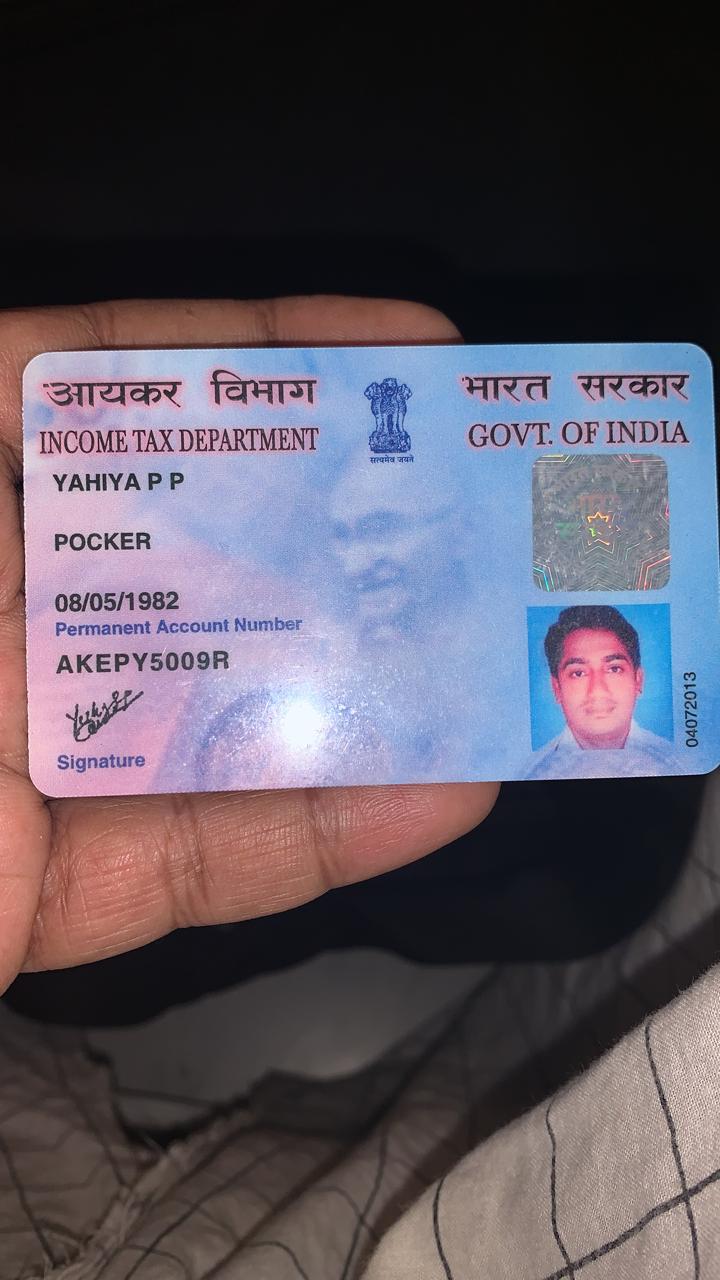 आयकर विभाग
INCOME TAX DEPARTMENT
भारत सरकार
GOVT. OF INDIA
सत्यमेव जयते
YAHIYA P P
POCKER
08/05/1982
Permanent Account Number
AKEPY5009R
Signature
04072013